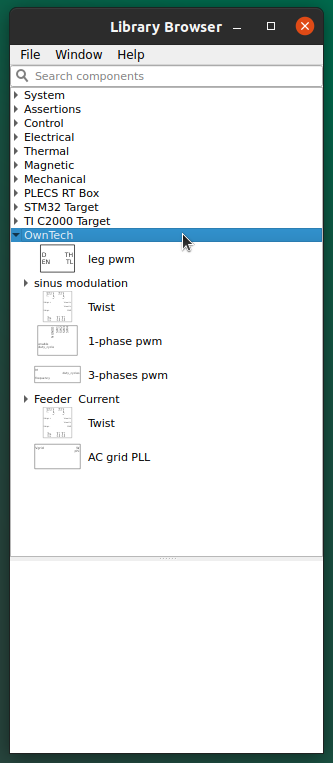 Library Browser
File Window Help
Search components
System
Assertions
Control
Electrical
Thermal
Magnetic
Mechanical
PLECS RT Box
STM32 Target
TI C2000 Target
OwnTech
D TH
EN TL
leg pwm
sinus modulation
Twist
1-phase pwm
3-phases pwm
Feeder Current
Twist
AC grid PLL